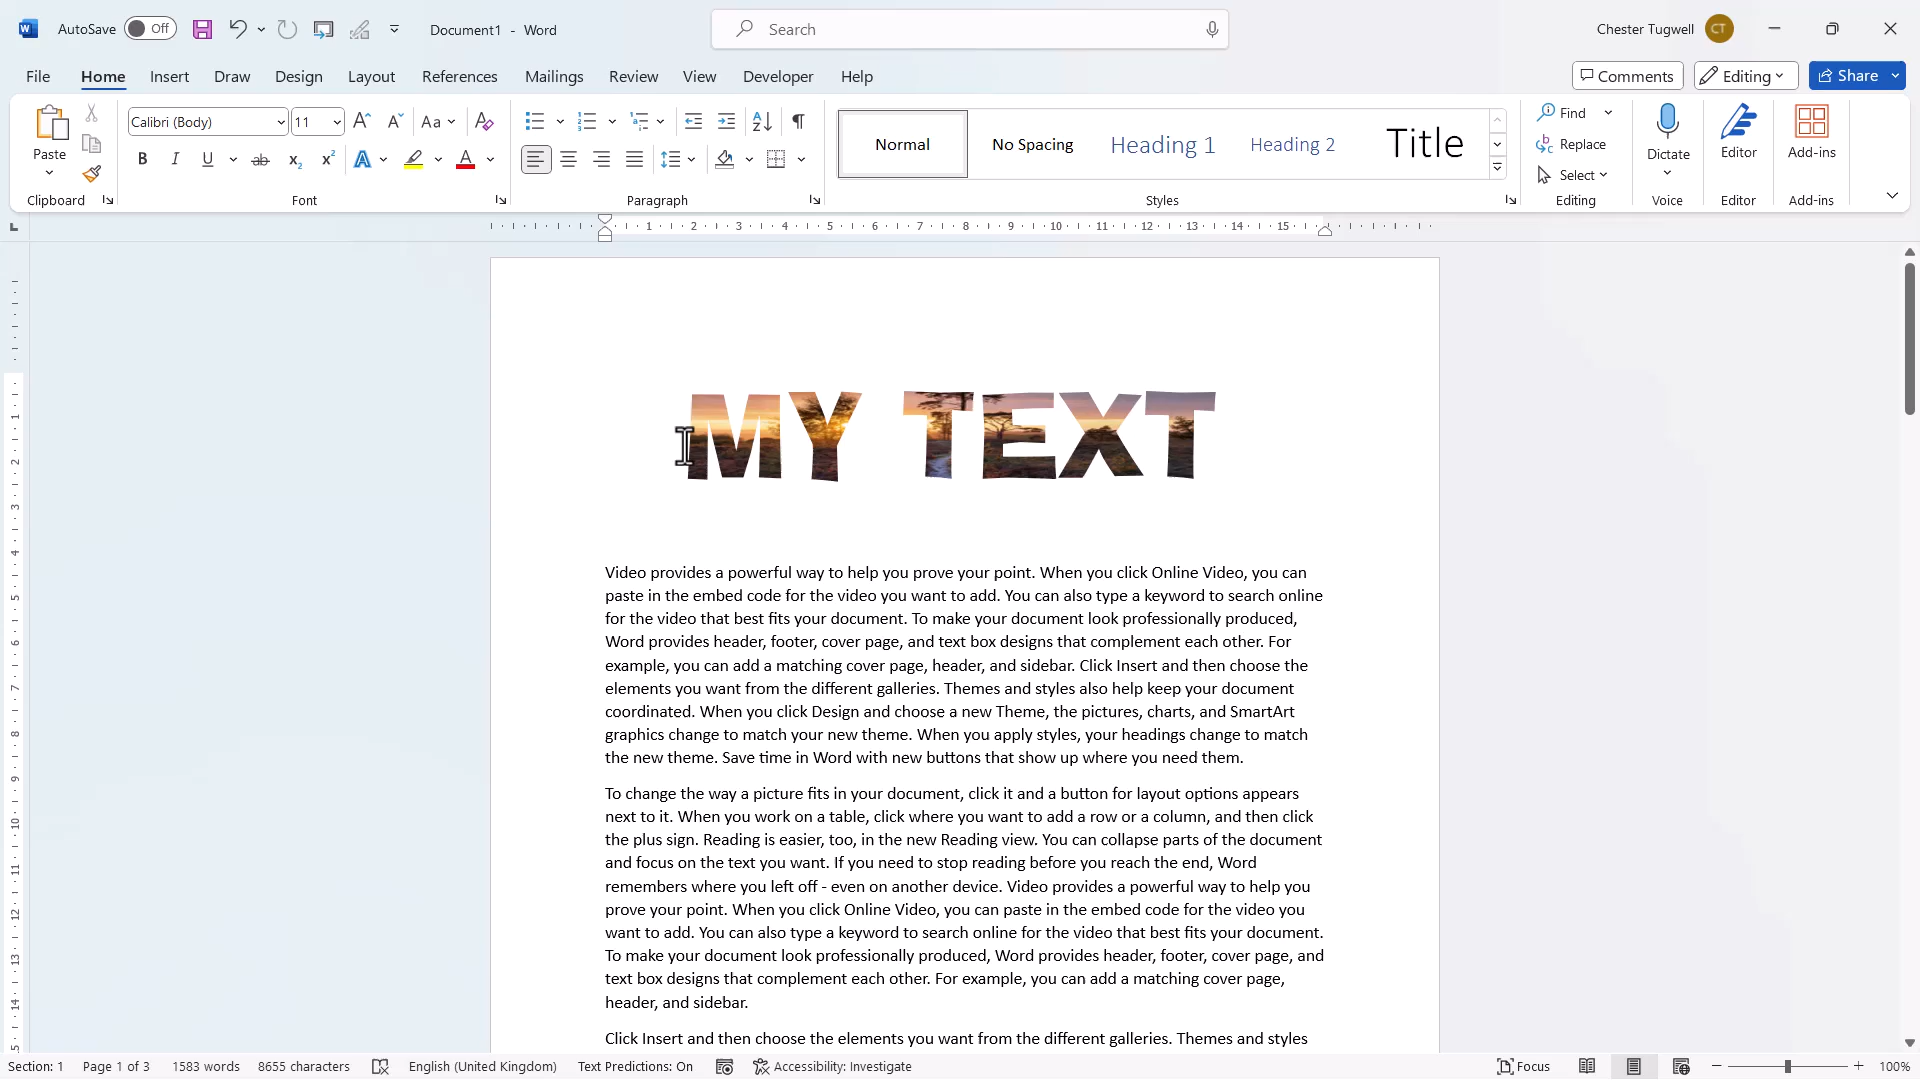 AutoSave Off Document1 - Word Search Chester Tugwell CT
File Home Insert Draw Design Layout References Mailings Review View Developer Help Comments Editing Share
Calibri (Body) 11
Paste
Normal No Spacing Heading 1 Heading 2 Title
Find
Replace
Select
Dictate Editor Add-ins
Clipboard Font Paragraph Styles Editing Voice Editor Add-ins
1 2 3 4 5 6 7 8 9 10 11 12 13 14 15
MY TEXT
Video provides a powerful way to help you prove your point. When you click Online Video, you can
paste in the embed code for the video you want to add. You can also type a keyword to search online
for the video that best fits your document. To make your document look professionally produced,
Word provides header, footer, cover page, and text box designs that complement each other. For
example, you can add a matching cover page, header, and sidebar. Click Insert and then choose the
elements you want from the different galleries. Themes and styles also help keep your document
coordinated. When you click Design and choose a new Theme, the pictures, charts, and SmartArt
graphics change to match your new theme. When you apply styles, your headings change to match
the new theme. Save time in Word with new buttons that show up where you need them.
To change the way a picture fits in your document, click it and a button for layout options appears
next to it. When you work on a table, click where you want to add a row or a column, and then click
the plus sign. Reading is easier, too, in the new Reading view. You can collapse parts of the document
and focus on the text you want. If you need to stop reading before you reach the end, Word
remembers where you left off - even on another device. Video provides a powerful way to help you
prove your point. When you click Online Video, you can paste in the embed code for the video you
want to add. You can also type a keyword to search online for the video that best fits your document.
To make your document look professionally produced, Word provides header, footer, cover page, and
text box designs that complement each other. For example, you can add a matching cover page,
header, and sidebar.
Click Insert and then choose the elements you want from the different galleries. Themes and styles
Section: 1 Page 1 of 3 1583 words 8655 characters English (United Kingdom) Text Predictions: On Accessibility: Investigate Focus 100%